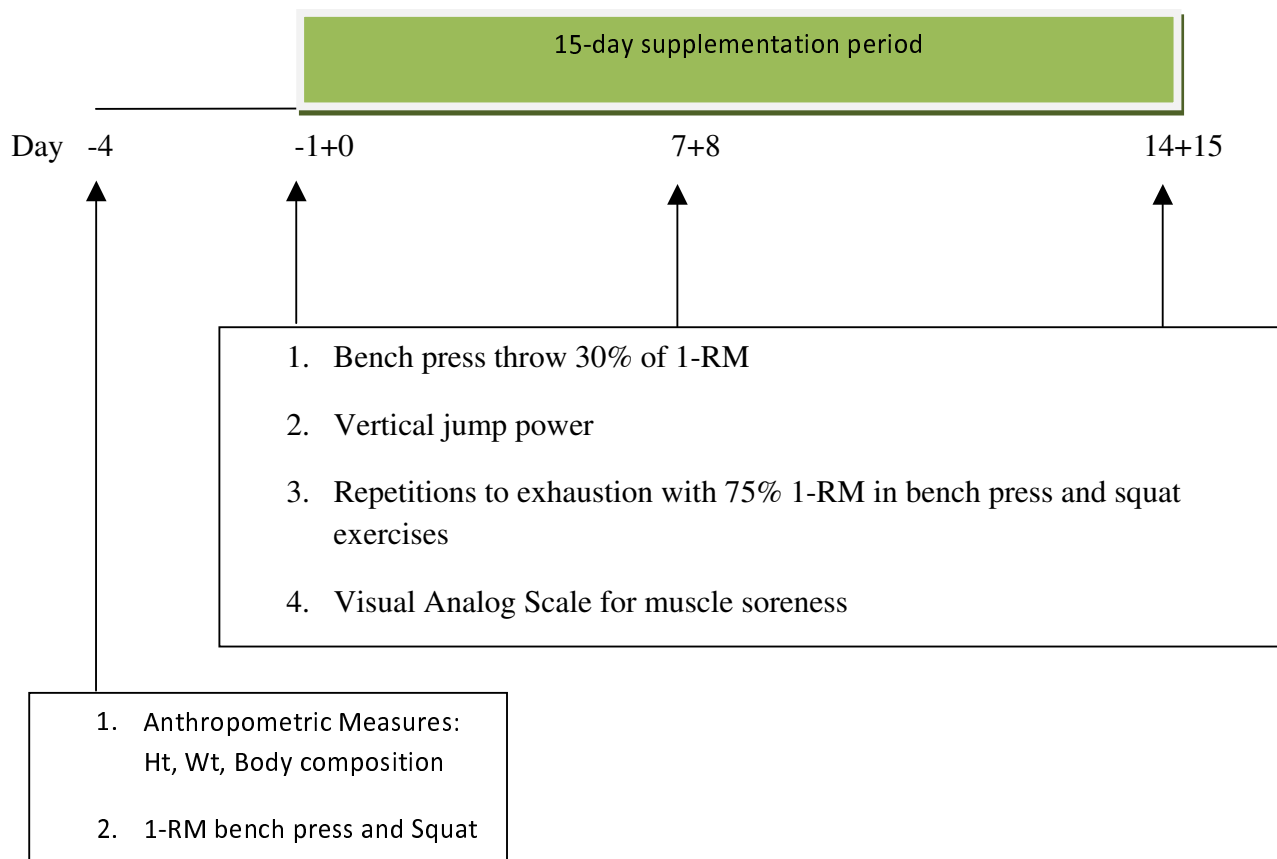 15-day supplementation period
Day -4 -1+0 7+8 14+15
1. Bench press throw 30% of 1-RM
2. Vertical jump power
3. Repetitions to exhaustion with 75% 1-RM in bench press and squat
exercises
4. Visual Analog Scale for muscle soreness
1. Anthropometric Measures:
Ht, Wt, Body composition
2. 1-RM bench press and Squat